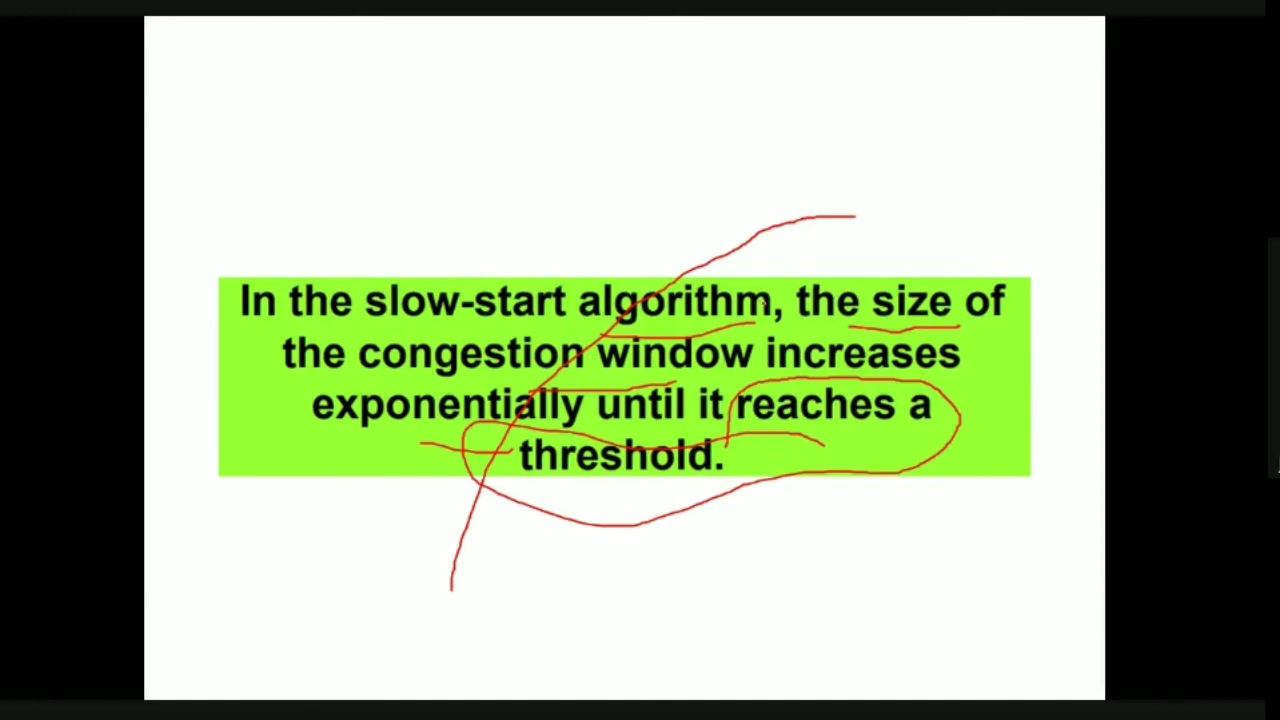 In the slow-start algorithm, the size of
the congestion window increases
exponentially until it reaches a
threshold.